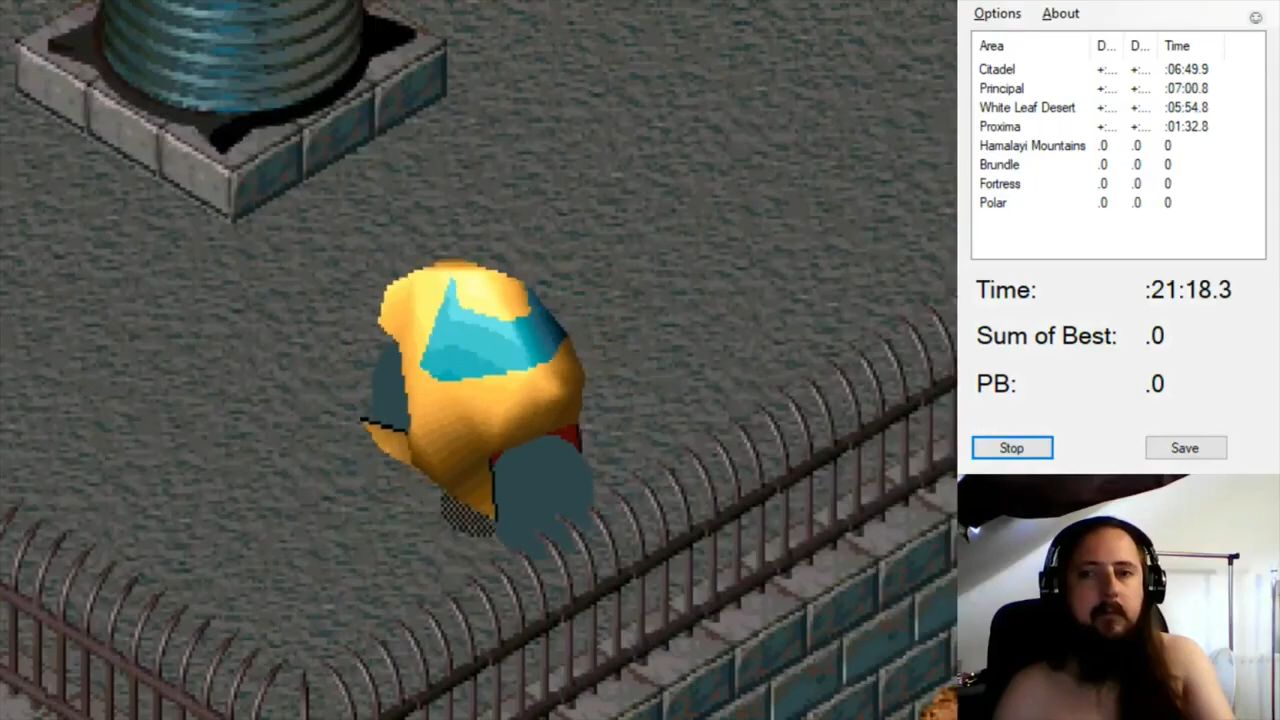 Options About
Area D... D... Time
Citadel +:... +:... :06:49.9
Principal +:... +:... :07:00.8
White Leaf Desert +:... +:... :05:54.8
Proxima +:... +:... :01:32.8
Hamalayi Mountains .0 .0 0
Brundle .0 .0 0
Fortress .0 .0 0
Polar .0 .0 0
Time: :21:18.3
Sum of Best: .0
PB: .0
Stop Save